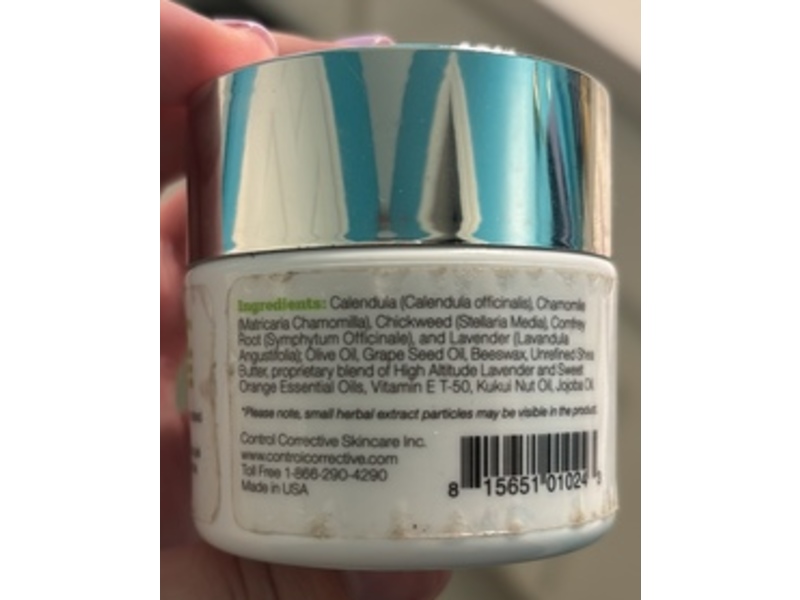 Ingredients: Calendula (Calendula officinalis), Chamomile
(Matricaria Chamomilla), Chickweed (Stellaria Media), Comfrey
Root (Symphytum Officinale), and Lavender (Lavandula
Angustifolia); Olive Oil, Grape Seed Oil, Beeswax, Unrefined Shea
Butter, proprietary blend of High Altitude Lavender and Sweet
Orange Essential Oils, Vitamin E T-50, Kukui Nut Oil, Jojoba Oil
*Please note, small herbal extract particles may be visible in the product.
Control Corrective Skincare Inc.
www.controlcorrective.com
Toll Free 1-866-290-4290
Made in USA
8 15651 01024 3